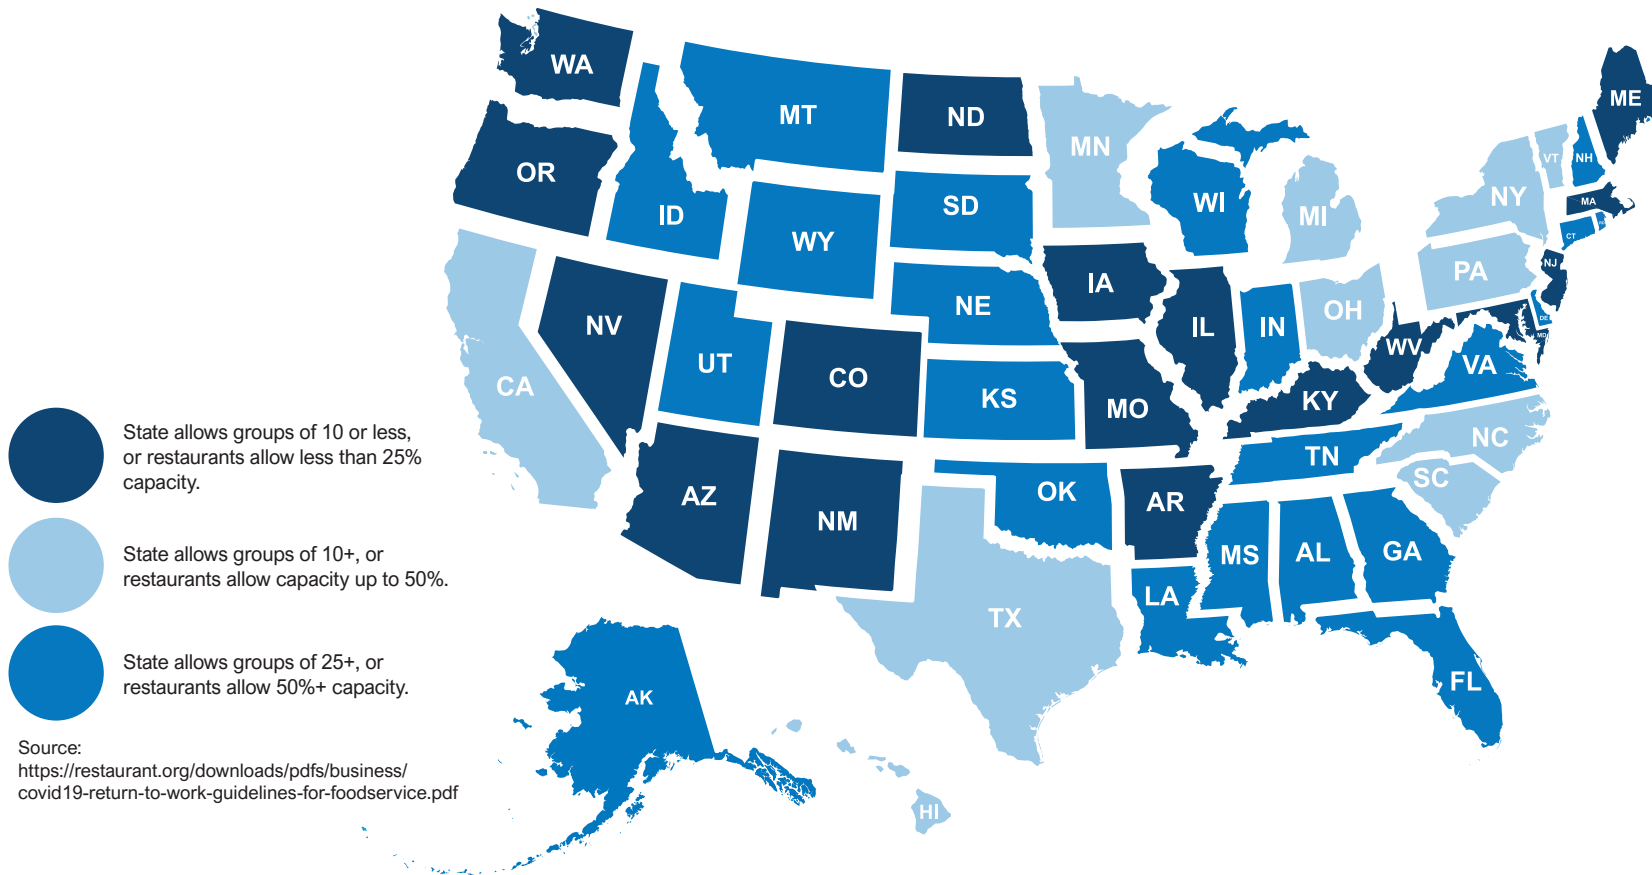 WA
MT
ND
MN
ME
OR
ID
SD
WI
MI
NY
VT
NH
MA
CT
WY
IA
NE
PA
NJ
NV
UT
CO
KS
IL
IN
OH
WV
VA
DE
MD
CA
MO
KY
NC
AZ
NM
OK
AR
TN
SC
MS
AL
GA
TX
LA
FL
AK
HI
State allows groups of 10 or less,
or restaurants allow less than 25%
capacity.
State allows groups of 10+, or
restaurants allow capacity up to 50%.
State allows groups of 25+, or
restaurants allow 50%+ capacity.
Source:
https://restaurant.org/downloads/pdfs/business/
covid19-return-to-work-guidelines-for-foodservice.pdf